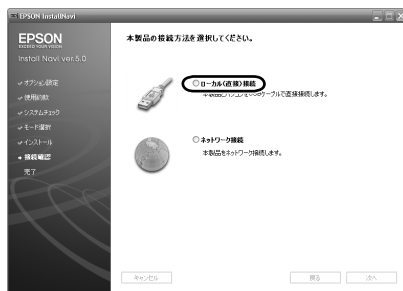 EPSON InstallNavi
EPSON
EXCEED YOUR VISION
Install Navi ver.5.0
オプション設定
使用許諾
システムチェック
モード選択
インストール
接続確認
完了
本製品の接続方法を選択してください。
ローカル(直接)接続
本製品とパソコンをUSBケーブルで直接接続します。
ネットワーク接続
本製品をネットワーク接続します。
キャンセル
戻る
次へ